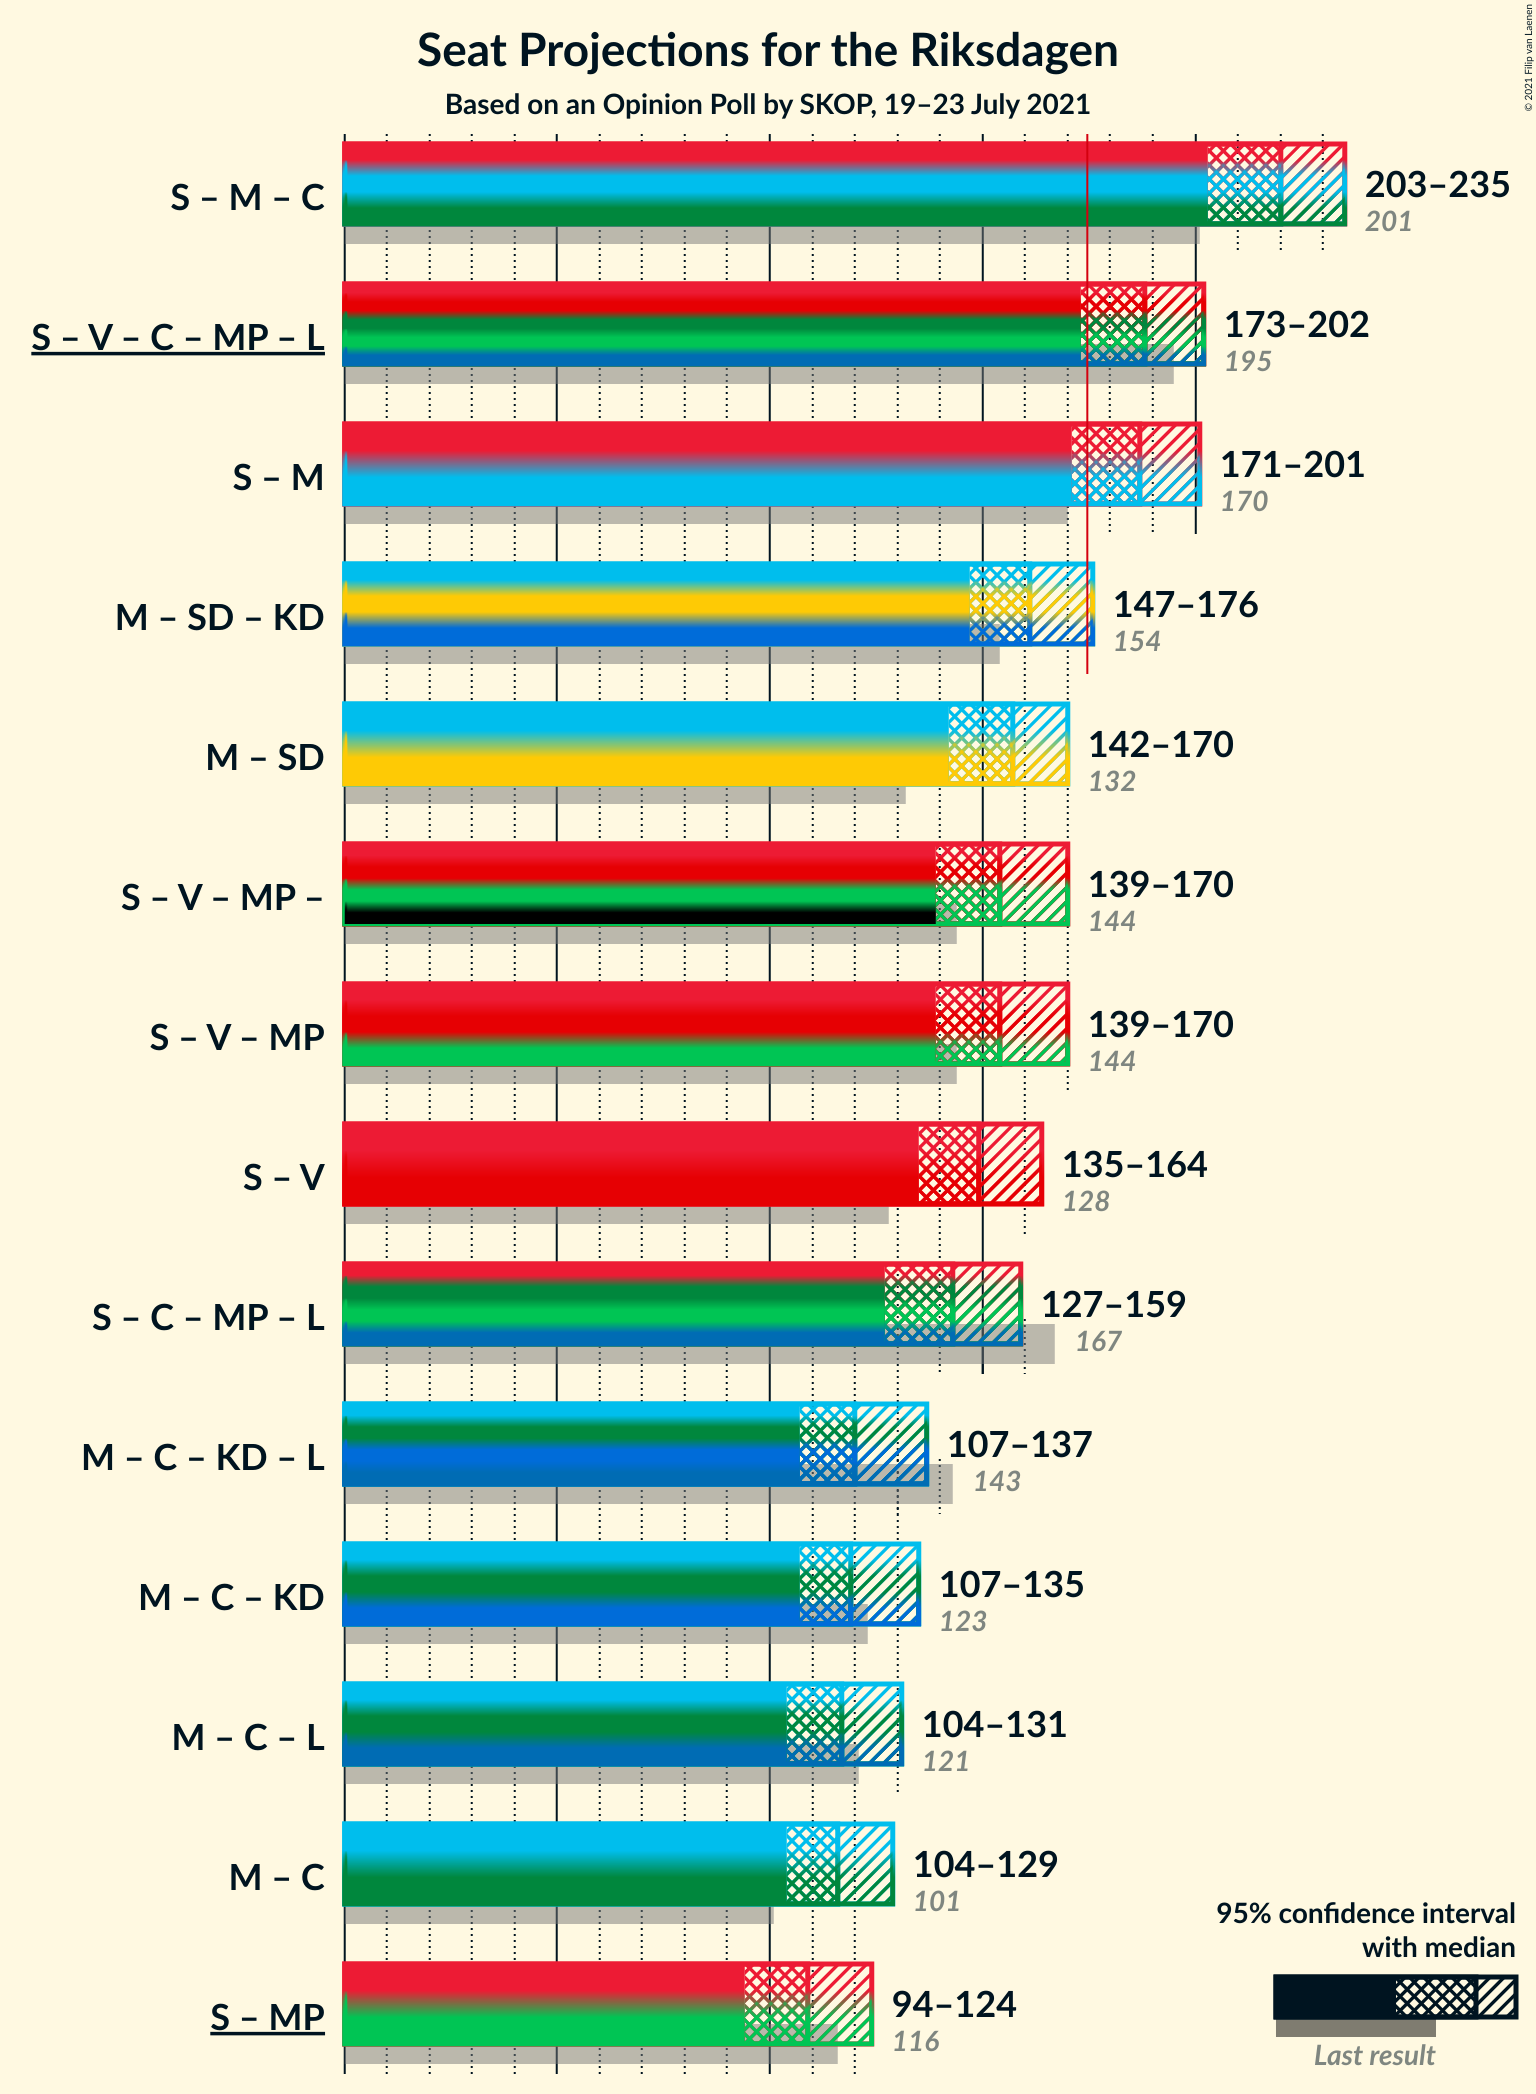 Seat Projections for the Riksdagen
Based on an Opinion Poll by SKOP, 19–23 July 2021
© 2021 Filip van Laenen
S – M – C
203–235
201
S – V – C – MP – L
173–202
195
S – M
171–201
170
M – SD – KD
147–176
154
M – SD
142–170
132
S – V – MP –
139–170
144
S – V – MP
139–170
144
S – V
135–164
128
S – C – MP – L
127–159
167
M – C – KD – L
107–137
143
M – C – KD
107–135
123
M – C – L
104–131
121
M – C
104–129
101
S – MP
94–124
116
95% confidence interval
with median
Last result